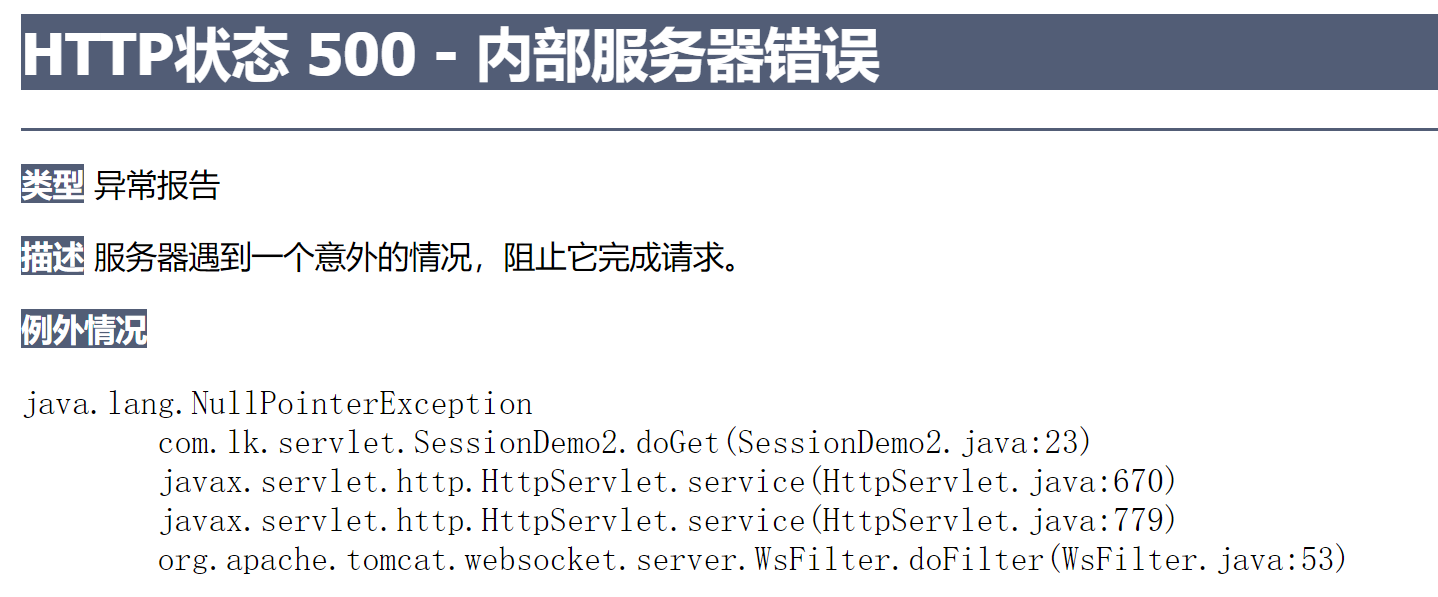 HTTP状态 500 - 内部服务器错误
类型 异常报告
描述 服务器遇到一个意外的情况，阻止它完成请求。
例外情况
java.lang.NullPointerException
com.lk.servlet.SessionDemo2.doGet(SessionDemo2.java:23)
javax.servlet.http.HttpServlet.service(HttpServlet.java:670)
javax.servlet.http.HttpServlet.service(HttpServlet.java:779)
org.apache.tomcat.websocket.server.WsFilter.doFilter(WsFilter.java:53)